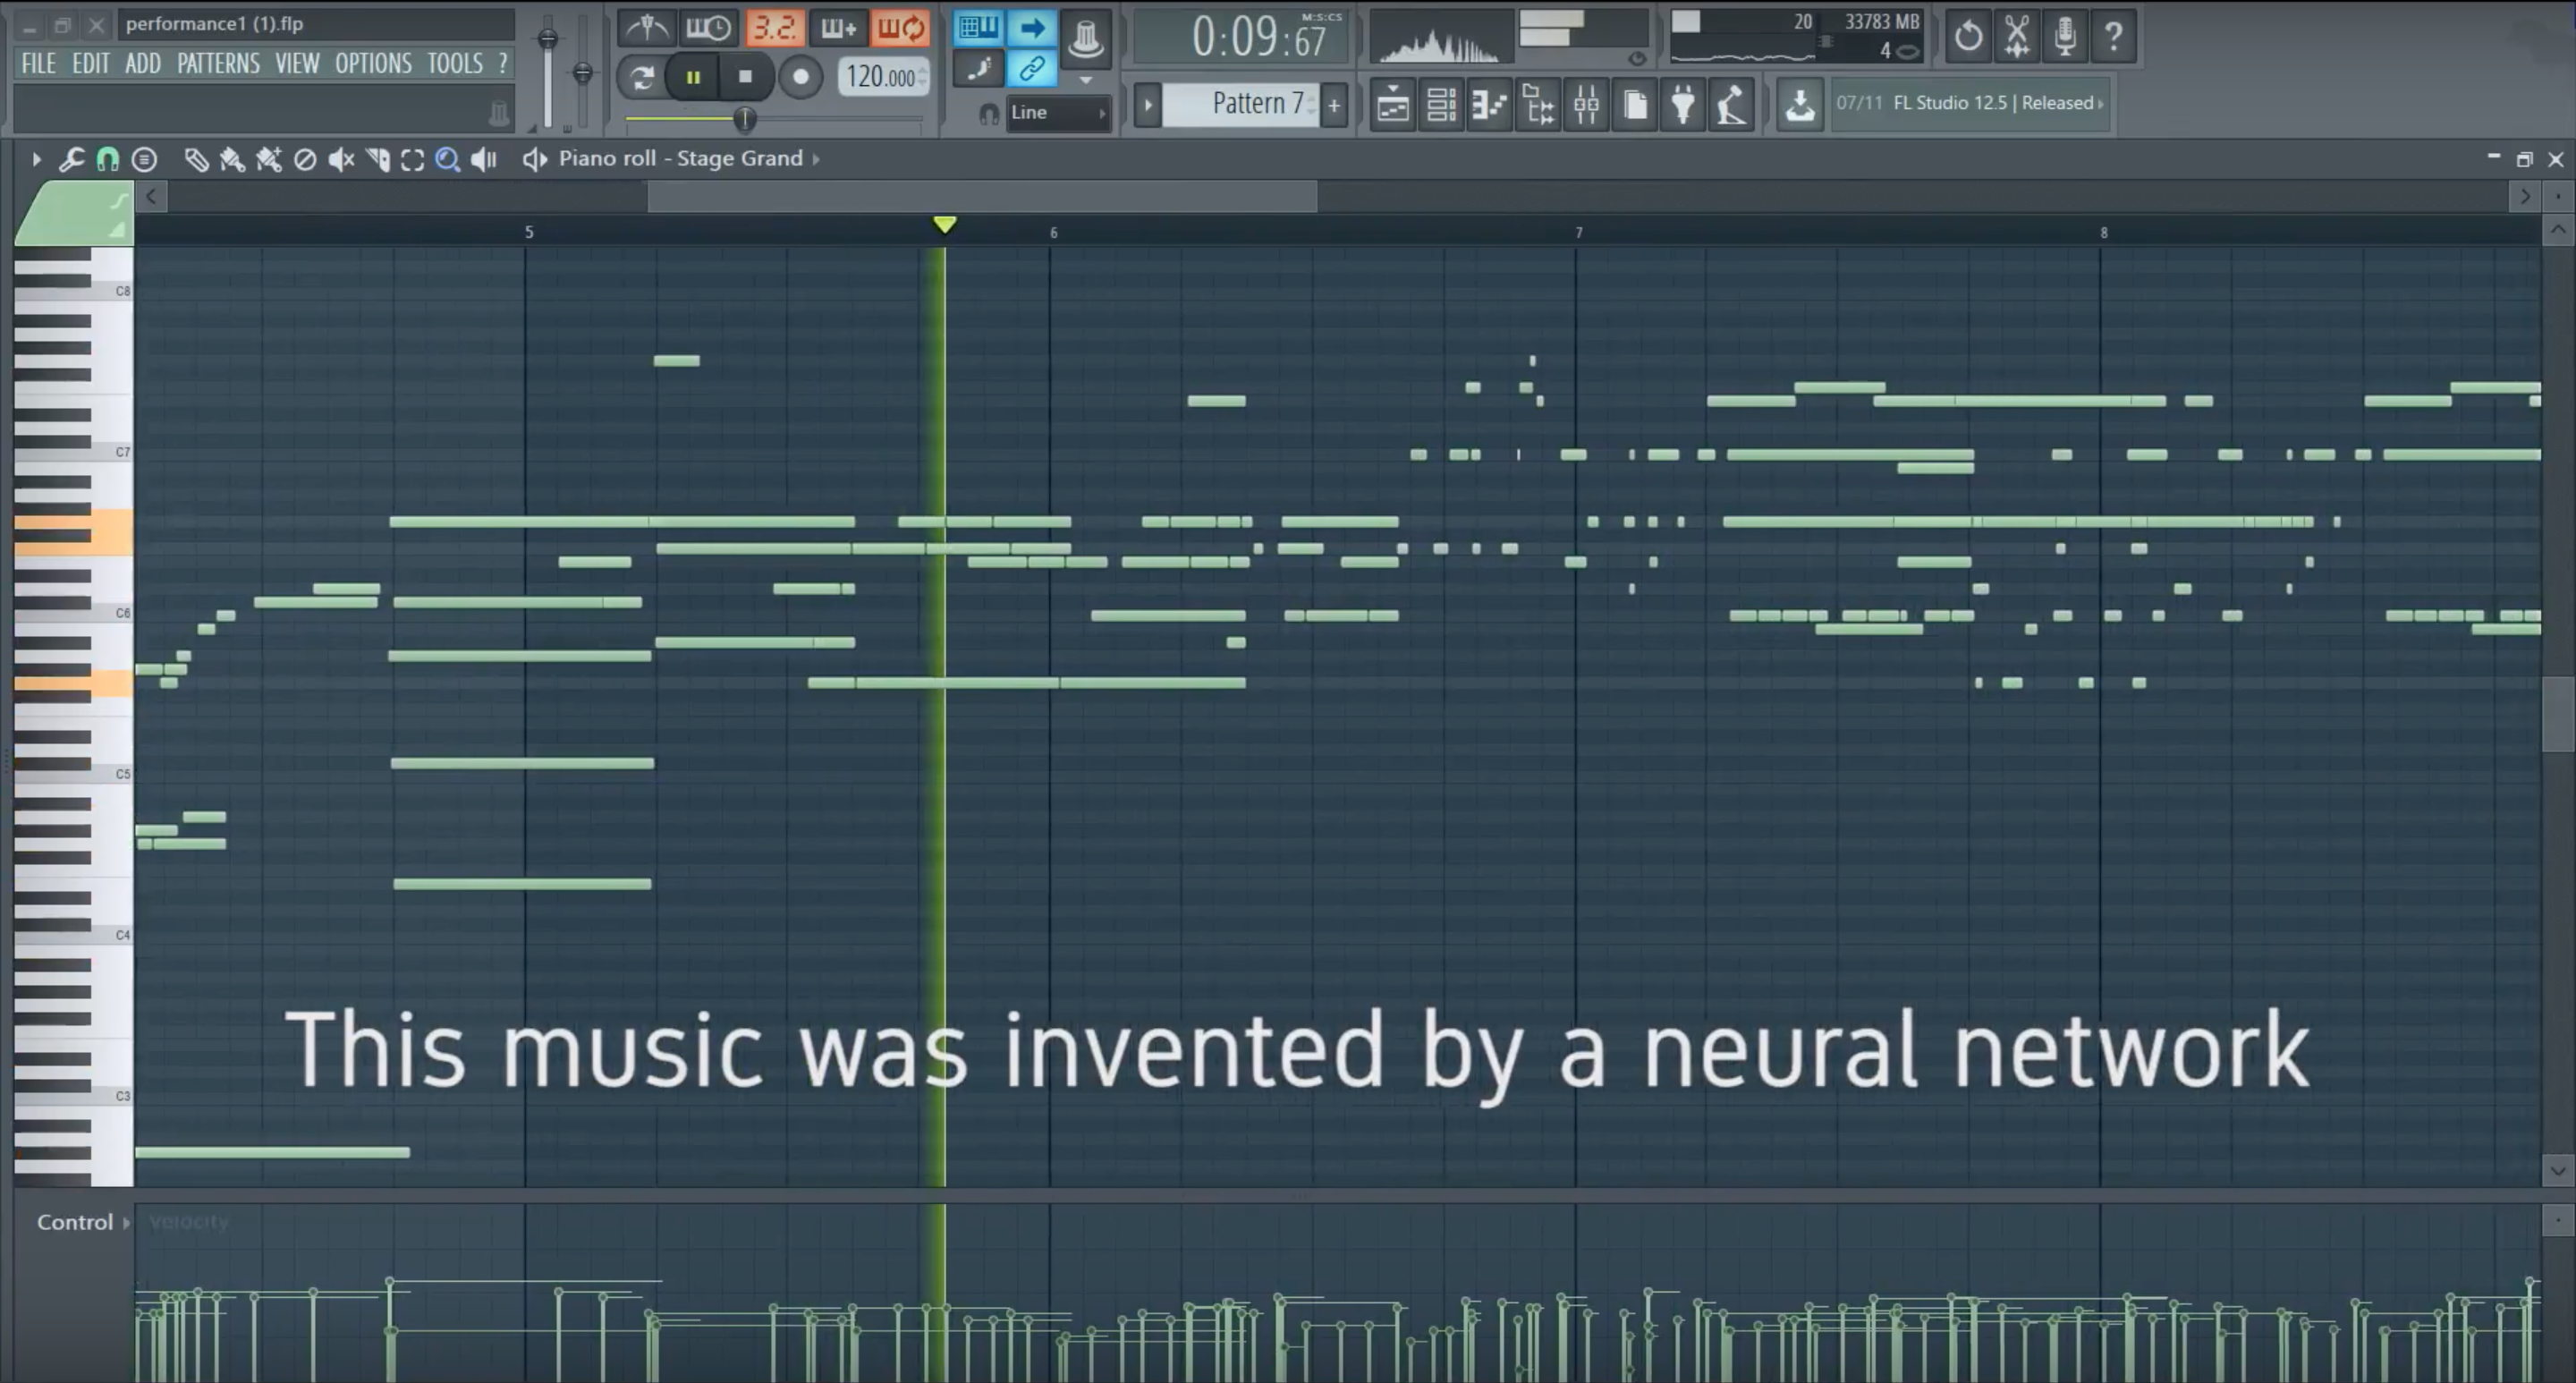 performance1 (1).flp
FILE EDIT ADD PATTERNS VIEW OPTIONS TOOLS ?
3.2.
120.000
Line
0:09:67
M:S:CS
Pattern 7
20
33783 MB
4
?
07/11 FL Studio 12.5 | Released
Piano roll - Stage Grand
5 6 7 8
C8
C7
C6
C5
C4
C3
This music was invented by a neural network
Control
Velocity